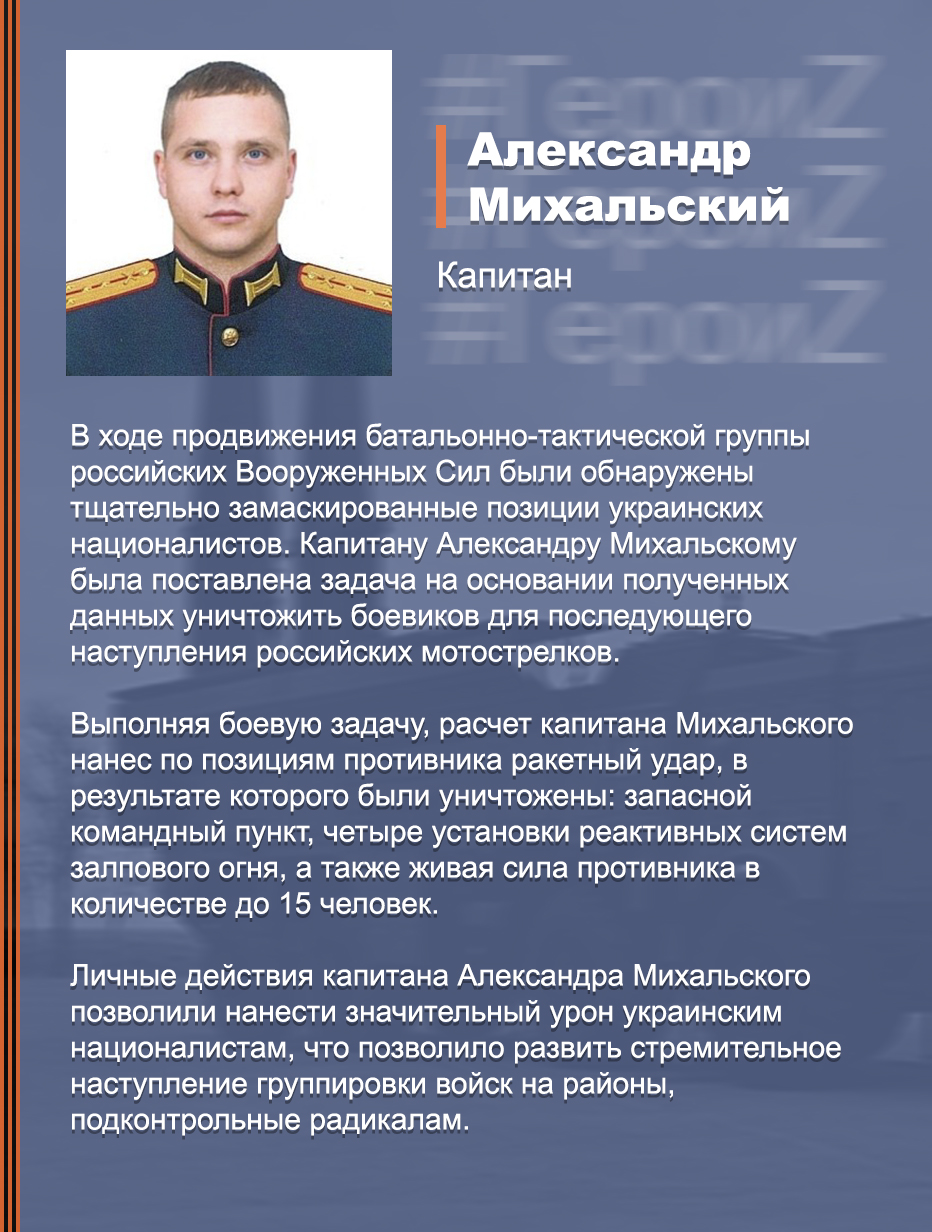 #ГероиZ
Александр
Михальский
#ГероиZ
Капитан
#ГероиZ
В ходе продвижения батальонно-тактической группы
российских Вооруженных Сил были обнаружены
тщательно замаскированные позиции украинских
националистов. Капитану Александру Михальскому
была поставлена задача на основании полученных
данных уничтожить боевиков для последующего
наступления российских мотострелков.
Выполняя боевую задачу, расчет капитана Михальского
нанес по позициям противника ракетный удар, в
результате которого были уничтожены: запасной
командный пункт, четыре установки реактивных систем
залпового огня, а также живая сила противника в
количестве до 15 человек.
Личные действия капитана Александра Михальского
позволили нанести значительный урон украинским
националистам, что позволило развить стремительное
наступление группировки войск на районы,
подконтрольные радикалам.